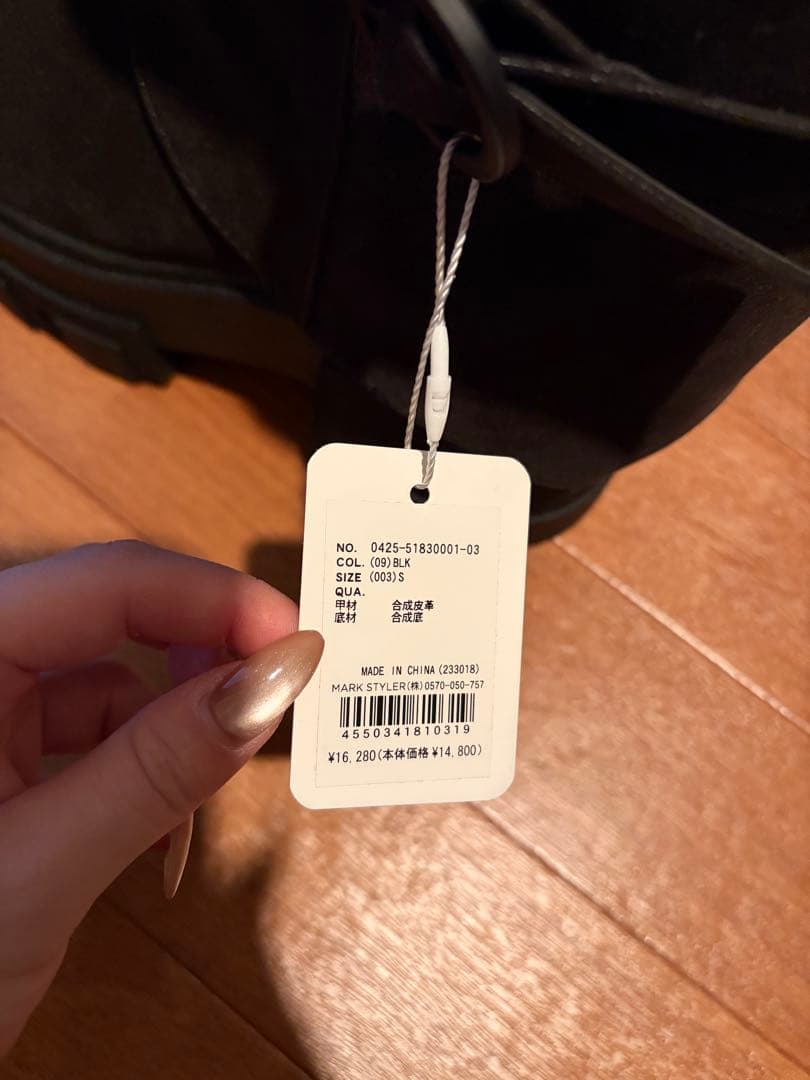 NO. 0425-51830001-03
COL. (09)BLK
SIZE (003)S
QUA.
甲材 合成皮革
底材 合成底
MADE IN CHINA(233018)
MARK STYLER(株)0570-050-757
4550341810319
¥16,280(本体価格 ¥14,800)